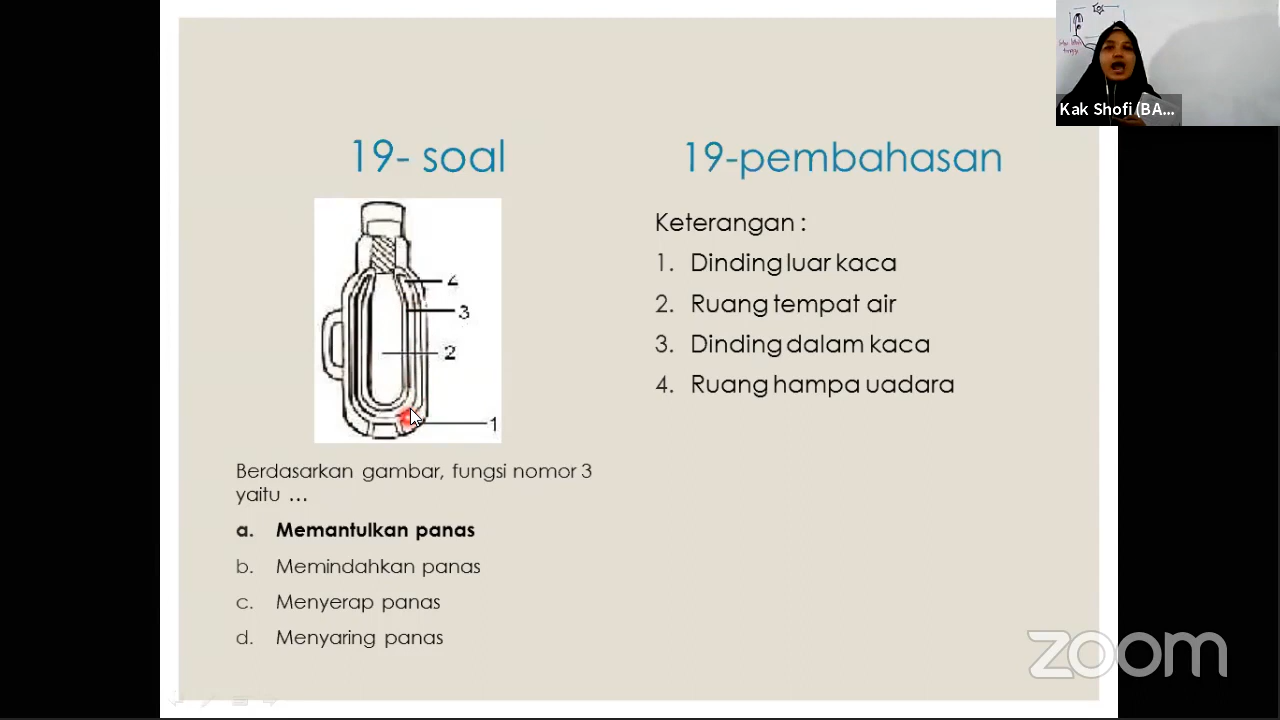 Kak Shofi (BA...
19- soal
4
3
2
1
Berdasarkan gambar, fungsi nomor 3
yaitu ...
a. Memantulkan panas
b. Memindahkan panas
c. Menyerap panas
d. Menyaring panas
19-pembahasan
Keterangan :
1. Dinding luar kaca
2. Ruang tempat air
3. Dinding dalam kaca
4. Ruang hampa uadara
zoom